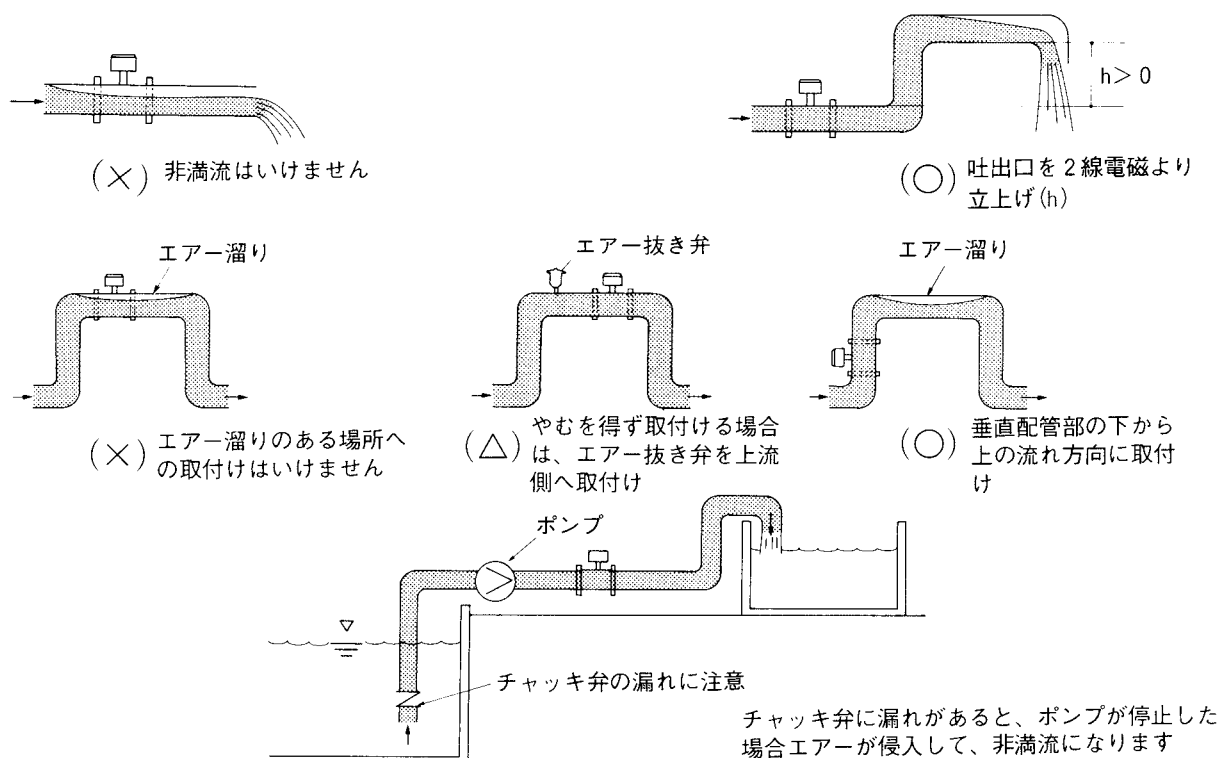 h＞0
(×) 非満流はいけません
(○) 吐出口を2線電磁より
立上げ(h)
エアー溜り
エアー抜き弁
エアー溜り
(×) エアー溜りのある場所へ
の取付けはいけません
(△) やむを得ず取付ける場合
は、エアー抜き弁を上流
側へ取付け
(○) 垂直配管部の下から
上の流れ方向に取付
け
ポンプ
チャッキ弁の漏れに注意
チャッキ弁に漏れがあると、ポンプが停止した
場合エアーが侵入して、非満流になります